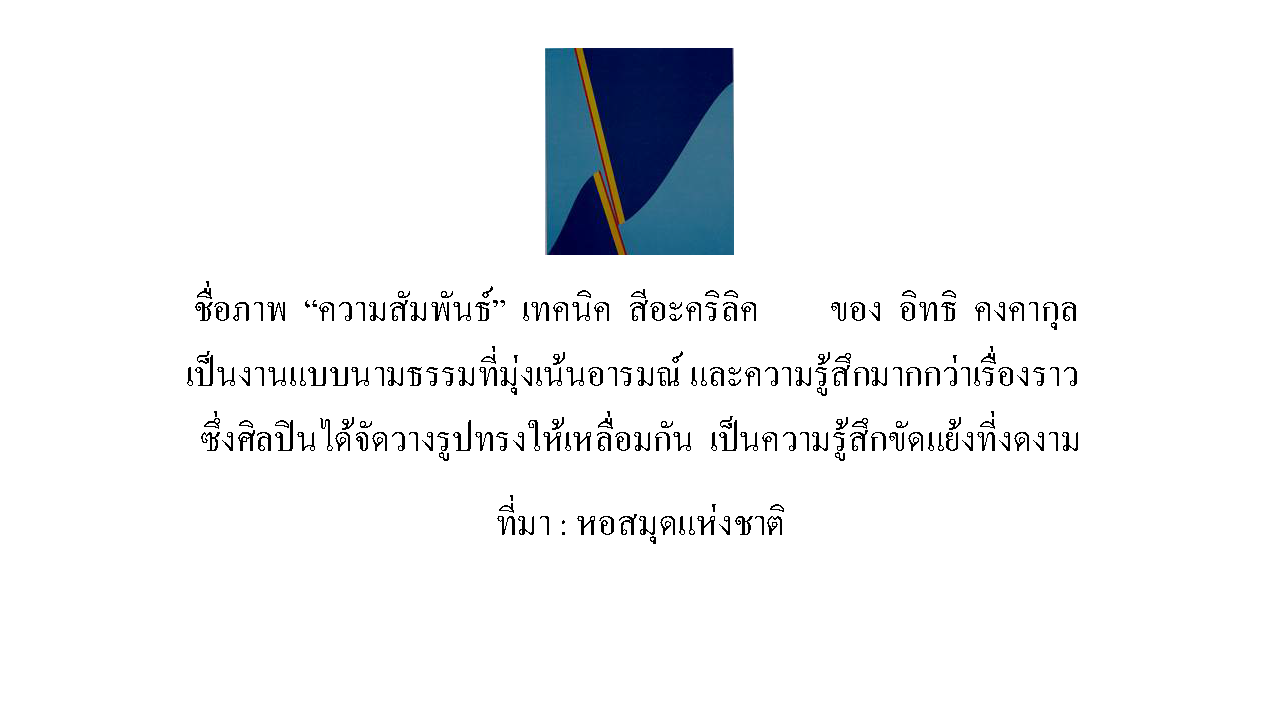 ชื่อภาพ “ความสัมพันธ์” เทคนิค สีอะคริลิค ของ อิทธิ คงคากุล
เป็นงานแบบนามธรรมที่มุ่งเน้นอารมณ์ และความรู้สึกมากกว่าเรื่องราว
ซึ่งศิลปินได้จัดวางรูปทรงให้เหลื่อมกัน เป็นความรู้สึกขัดแย้งที่งดงาม
ที่มา : หอสมุดแห่งชาติ